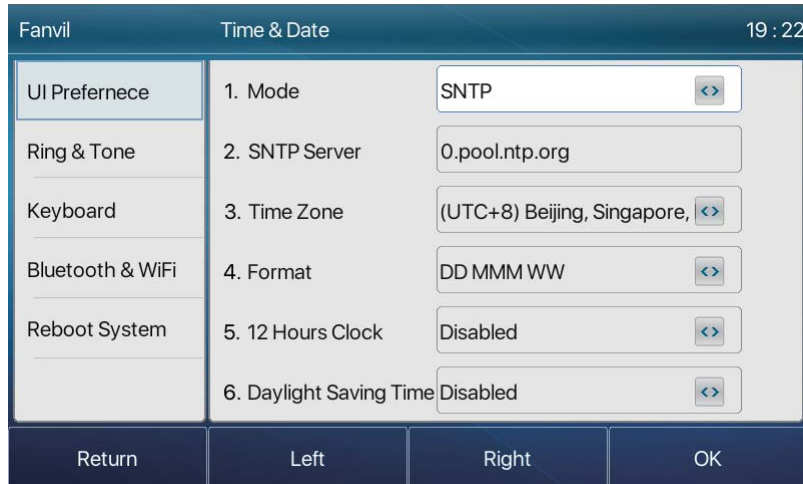 Fanvil
Time & Date
19 : 22
UI Prefernece
Ring & Tone
Keyboard
Bluetooth & WiFi
Reboot System
1. Mode
SNTP
2. SNTP Server
0.pool.ntp.org
3. Time Zone
(UTC+8) Beijing, Singapore,
4. Format
DD MMM WW
5. 12 Hours Clock
Disabled
6. Daylight Saving Time
Disabled
Return
Left
Right
OK